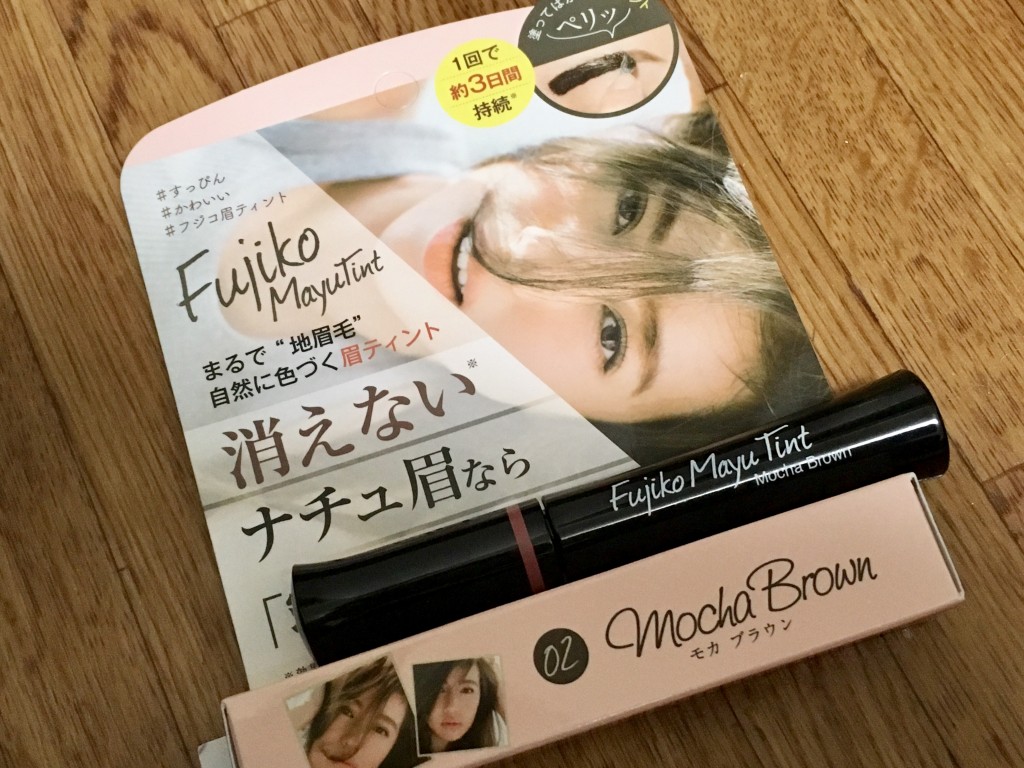 塗っては
ペリッ
1回で
約3日間
持続※
#すっぴん
#かわいい
#フジコ眉ティント
Fujiko
MayuTint
まるで“地眉毛”
自然に色づく眉ティント
消えない※
ナチュ眉なら
Fujiko Mayu Tint
Mocha Brown
02
Mocha Brown
モカ ブラウン